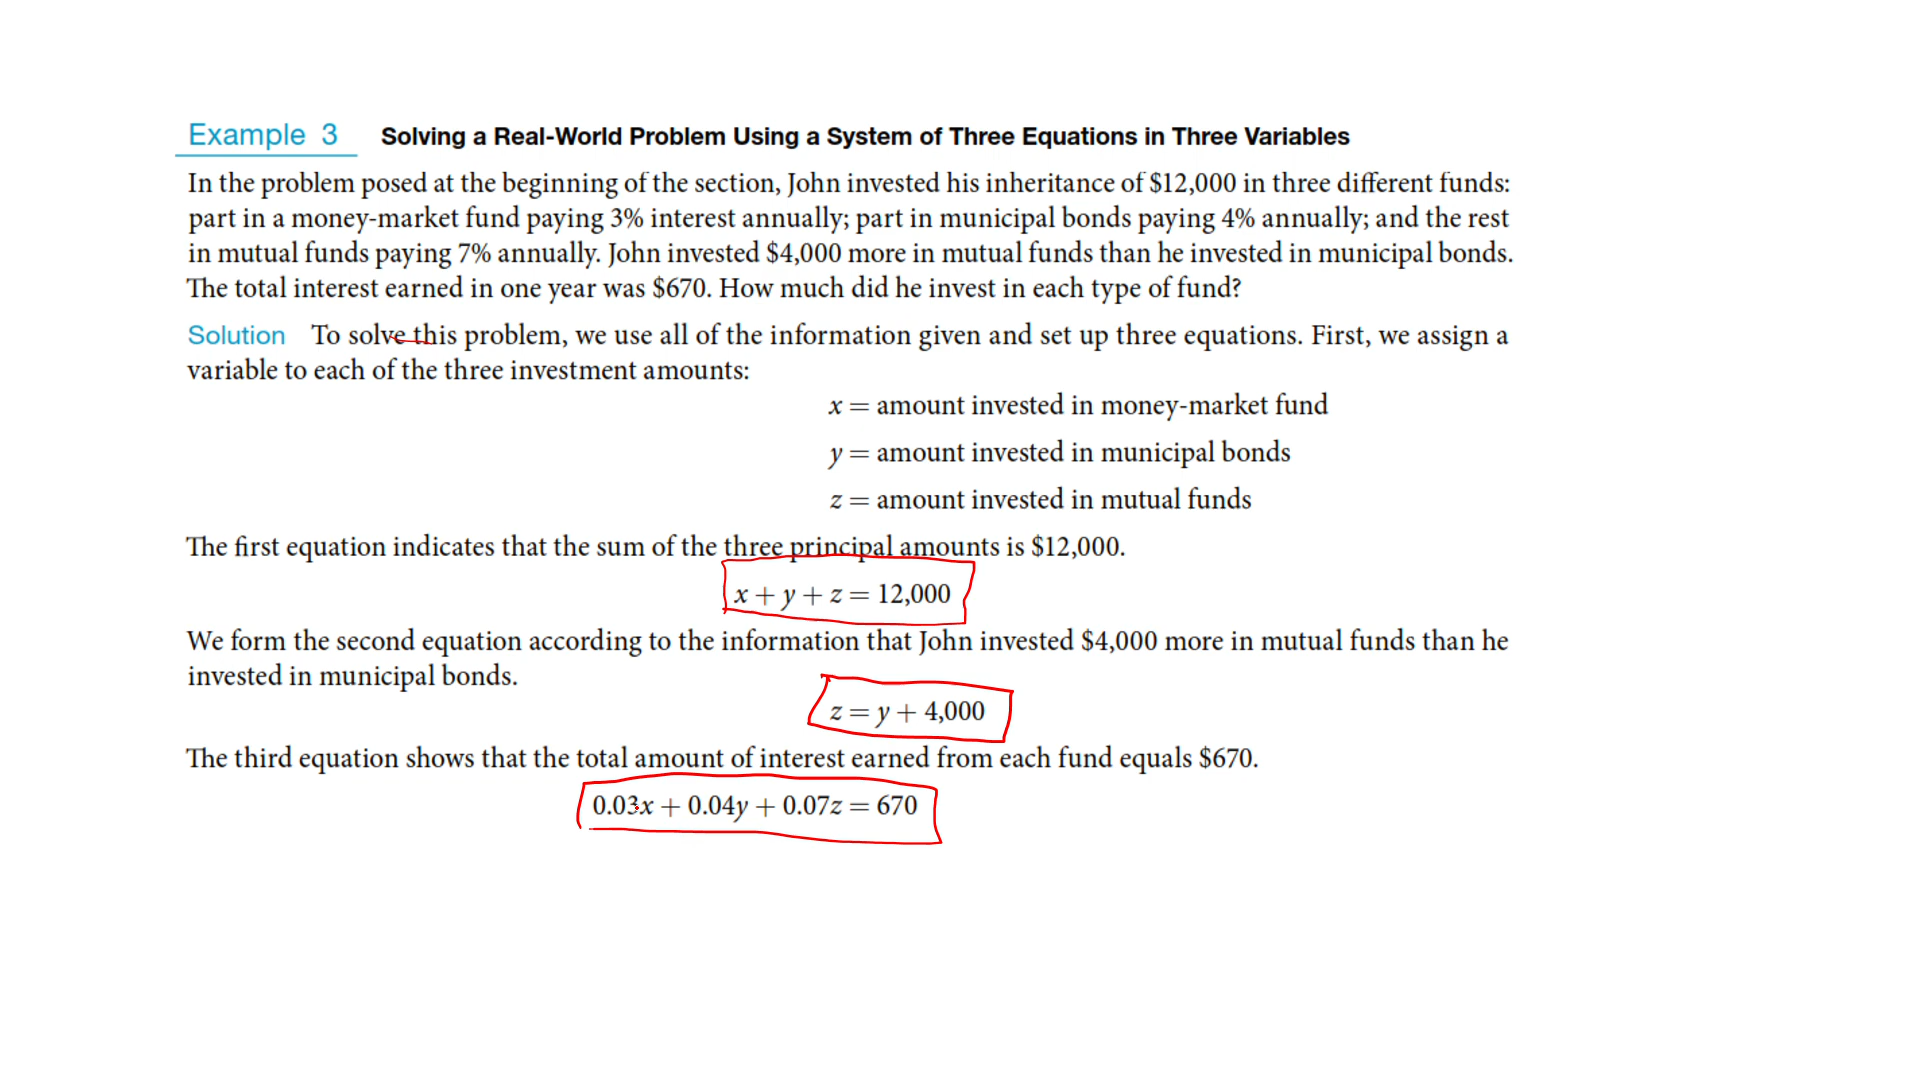 Example 3 Solving a Real-World Problem Using a System of Three Equations in Three Variables
In the problem posed at the beginning of the section, John invested his inheritance of $12,000 in three different funds:
part in a money-market fund paying 3% interest annually; part in municipal bonds paying 4% annually; and the rest
in mutual funds paying 7% annually. John invested $4,000 more in mutual funds than he invested in municipal bonds.
The total interest earned in one year was $670. How much did he invest in each type of fund?
Solution To solve this problem, we use all of the information given and set up three equations. First, we assign a
variable to each of the three investment amounts:
x = amount invested in money-market fund
y = amount invested in municipal bonds
z = amount invested in mutual funds
The first equation indicates that the sum of the three principal amounts is $12,000.
x + y + z = 12,000
We form the second equation according to the information that John invested $4,000 more in mutual funds than he
invested in municipal bonds.
z = y + 4,000
The third equation shows that the total amount of interest earned from each fund equals $670.
0.03x + 0.04y + 0.07z = 670